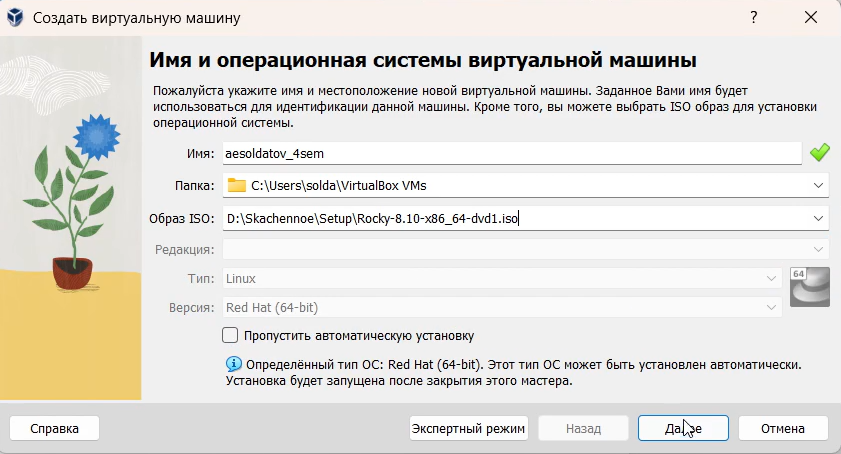 Создать виртуальную машину
?
Имя и операционная системы виртуальной машины
Пожалуйста укажите имя и местоположение новой виртуальной машины. Заданное Вами имя будет
использоваться для идентификации данной машины. Кроме того, вы можете выбрать ISO образ для установки
операционной системы.
Имя: aesoldatov_4sem
Папка: C:\Users\solda\VirtualBox VMs
Образ ISO: D:\Skachennoe\Setup\Rocky-8.10-x86_64-dvd1.iso
Редакция:
Тип: Linux
64
Версия: Red Hat (64-bit)
Пропустить автоматическую установку
Определённый тип ОС: Red Hat (64-bit). Этот тип ОС может быть установлен автоматически.
Установка будет запущена после закрытия этого мастера.
Справка Экспертный режим Назад Далее Отмена